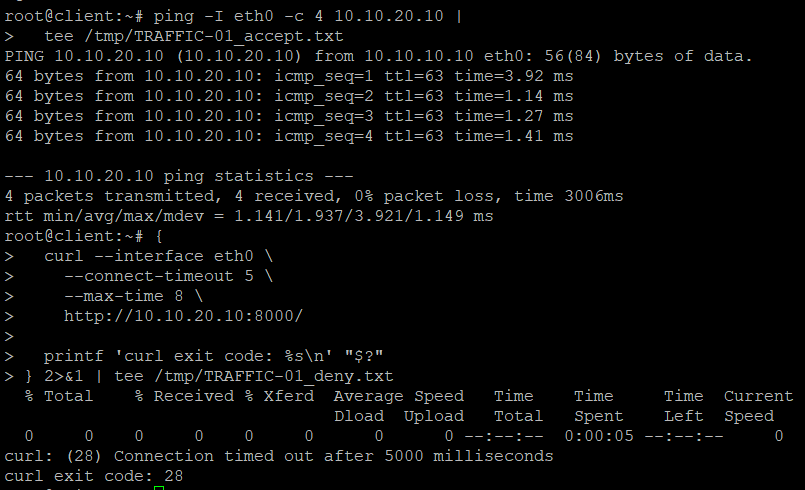 root@client:~# ping -I eth0 -c 4 10.10.20.10 |
>   tee /tmp/TRAFFIC-01_accept.txt
PING 10.10.20.10 (10.10.20.10) from 10.10.10.10 eth0: 56(84) bytes of data.
64 bytes from 10.10.20.10: icmp_seq=1 ttl=63 time=3.92 ms
64 bytes from 10.10.20.10: icmp_seq=2 ttl=63 time=1.14 ms
64 bytes from 10.10.20.10: icmp_seq=3 ttl=63 time=1.27 ms
64 bytes from 10.10.20.10: icmp_seq=4 ttl=63 time=1.41 ms

--- 10.10.20.10 ping statistics ---
4 packets transmitted, 4 received, 0% packet loss, time 3006ms
rtt min/avg/max/mdev = 1.141/1.937/3.921/1.149 ms
root@client:~# {
>   curl --interface eth0 \
>     --connect-timeout 5 \
>     --max-time 8 \
>     http://10.10.20.10:8000/
>
>   printf 'curl exit code: %s\n' "$?"
> } 2>&1 | tee /tmp/TRAFFIC-01_deny.txt
  % Total    % Received % Xferd  Average Speed   Time    Time     Time  Current
                                 Dload  Upload   Total   Spent    Left  Speed
  0     0    0     0    0     0      0      0 --:--:--  0:00:05 --:--:--     0
curl: (28) Connection timed out after 5000 milliseconds
curl exit code: 28